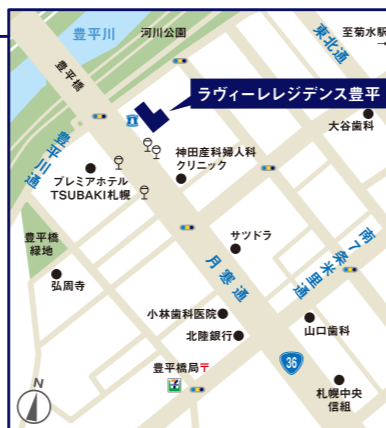 豊平川
河川公園
東北通
至菊水駅
→
豊平橋
ラヴィーレレジデンス豊平
大谷歯科
豊平川通
神田産科婦人科
クリニック
プレミアホテル
TSUBAKI札幌
豊平橋
緑地
サツドラ
南7条米里通
弘周寺
月寒通
小林歯科医院
北陸銀行
山口歯科
豊平橋局〒
36
札幌中央
信組
N